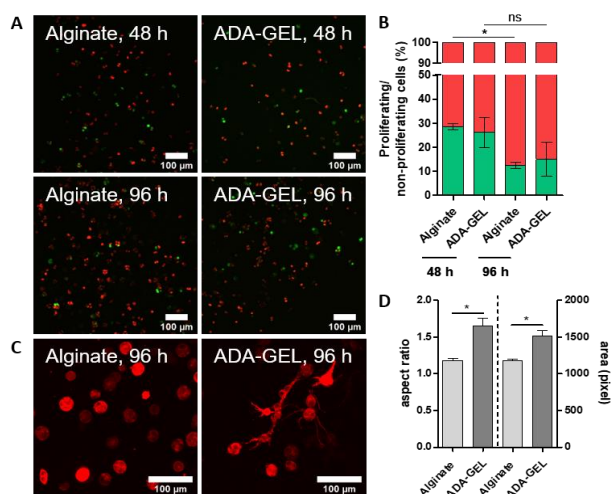 A
Alginate, 48 h
100 µm
ADA-GEL, 48 h
100 µm
Alginate, 96 h
100 µm
ADA-GEL, 96 h
100 µm
B
ns
*
Proliferating/
non-proliferating cells (%)
100
90
50
40
30
20
10
0
Alginate
ADA-GEL
Alginate
ADA-GEL
48 h
96 h
C
Alginate, 96 h
100 µm
ADA-GEL, 96 h
100 µm
D
aspect ratio
2.0
1.5
1.0
0.5
0.0
*
*
2000
1500
1000
500
0
area (pixel)
Alginate
ADA-GEL
Alginate
ADA-GEL